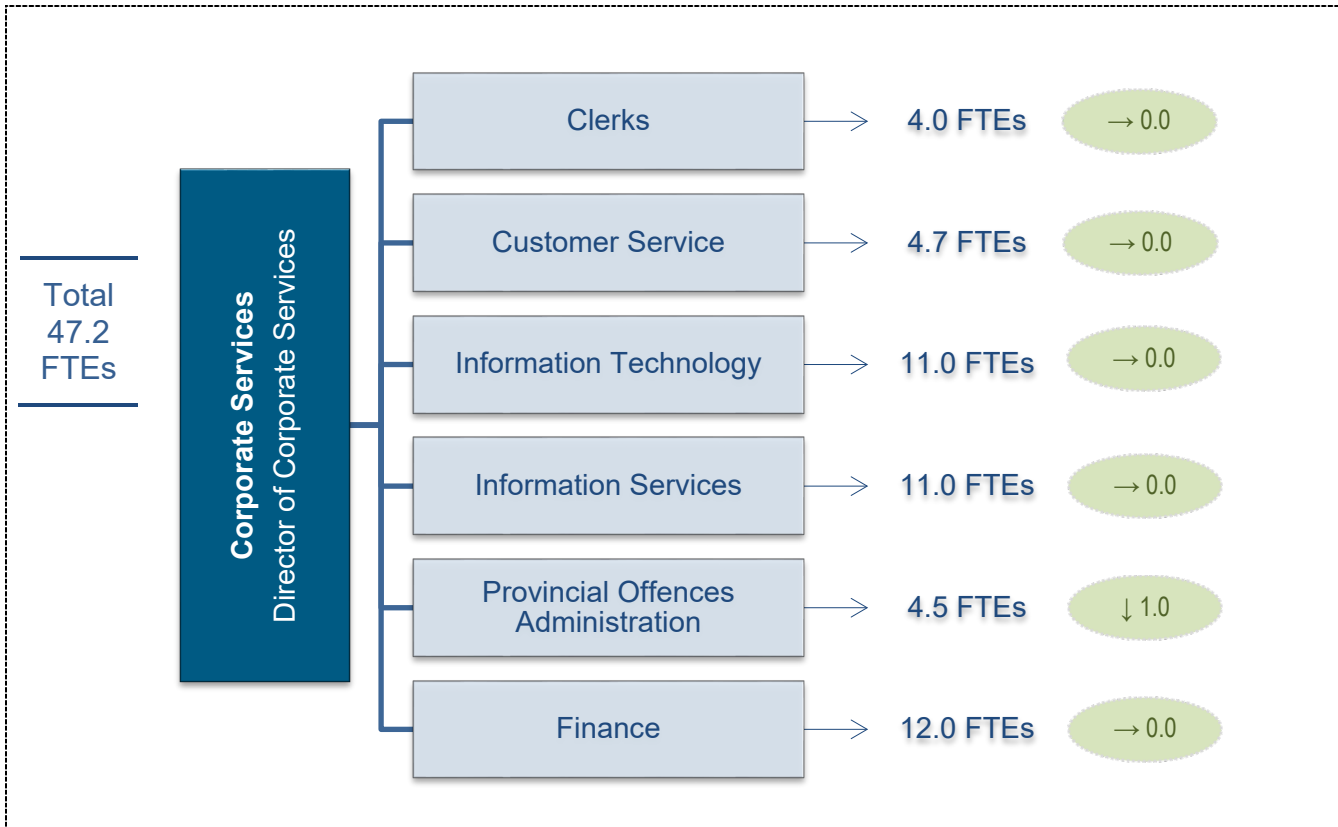 Total
47.2
FTEs
Corporate Services
Director of Corporate Services
Clerks
4.0 FTEs
→ 0.0
Customer Service
4.7 FTEs
→ 0.0
Information Technology
11.0 FTEs
→ 0.0
Information Services
11.0 FTEs
→ 0.0
Provincial Offences
Administration
4.5 FTEs
↓ 1.0
Finance
12.0 FTEs
→ 0.0